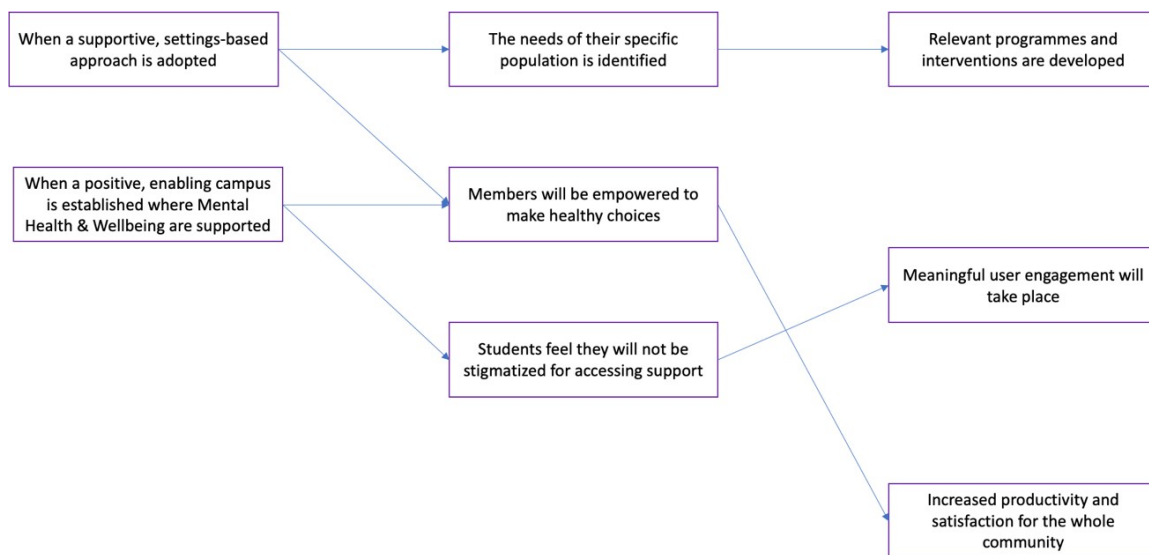 When a supportive, settings-based
approach is adopted
The needs of their specific
population is identified
Relevant programmes and
interventions are developed
When a positive, enabling campus
is established where Mental
Health & Wellbeing are supported
Members will be empowered to
make healthy choices
Meaningful user engagement will
take place
Students feel they will not be
stigmatized for accessing support
Increased productivity and
satisfaction for the whole
community